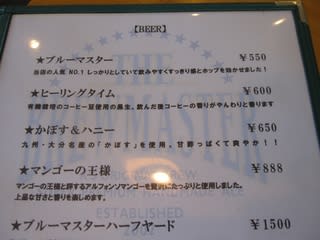 【BEER】
★ブルーマスター ￥550
当店の人気 NO.1 しっかりとしていて飲みやすくすっきり感とホップを効かせました！
★ヒーリングタイム ￥600
有機栽培のコーヒー豆使用の黒生。飲んだ後コーヒーの香りがやんわりと香ります
★かぼす＆ハニー ￥650
九州・大分名産の「かぼす」を使用。甘酢っぱくて爽やか！！
★マンゴーの王様 ￥888
マンゴーの王様と評するアルフォンソマンゴーを贅沢にたっぷりと使用しました。
上品な甘さと香りを楽しめます。
★ブルーマスターハーフヤード ￥1500
THE
BLUEMASTER
ESTABLISHED